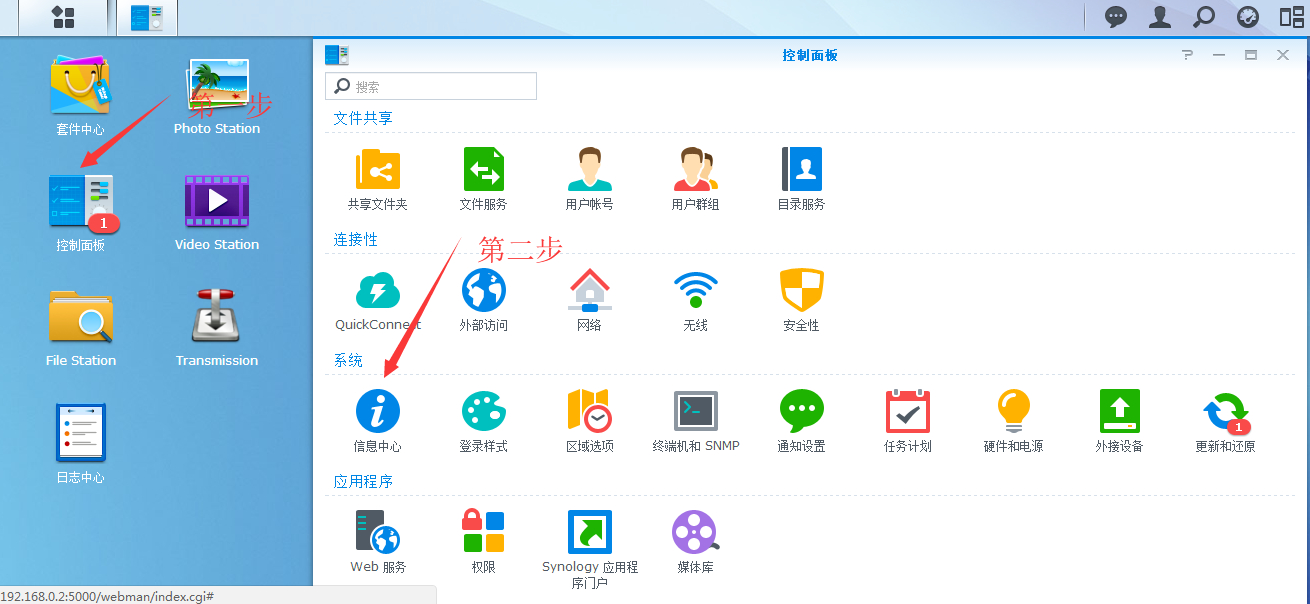 控制面板
搜索
套件中心
第一步
Photo Station
1
控制面板
Video Station
File Station
Transmission
日志中心
文件共享
共享文件夹
文件服务
用户帐号
用户群组
目录服务
连接性
第二步
QuickConnect
外部访问
网络
无线
安全性
系统
信息中心
登录样式
区域选项
终端机和 SNMP
通知设置
任务计划
硬件和电源
外接设备
1
更新和还原
应用程序
Web 服务
权限
Synology 应用程
序门户
媒体库
192.168.0.2:5000/webman/index.cgi#